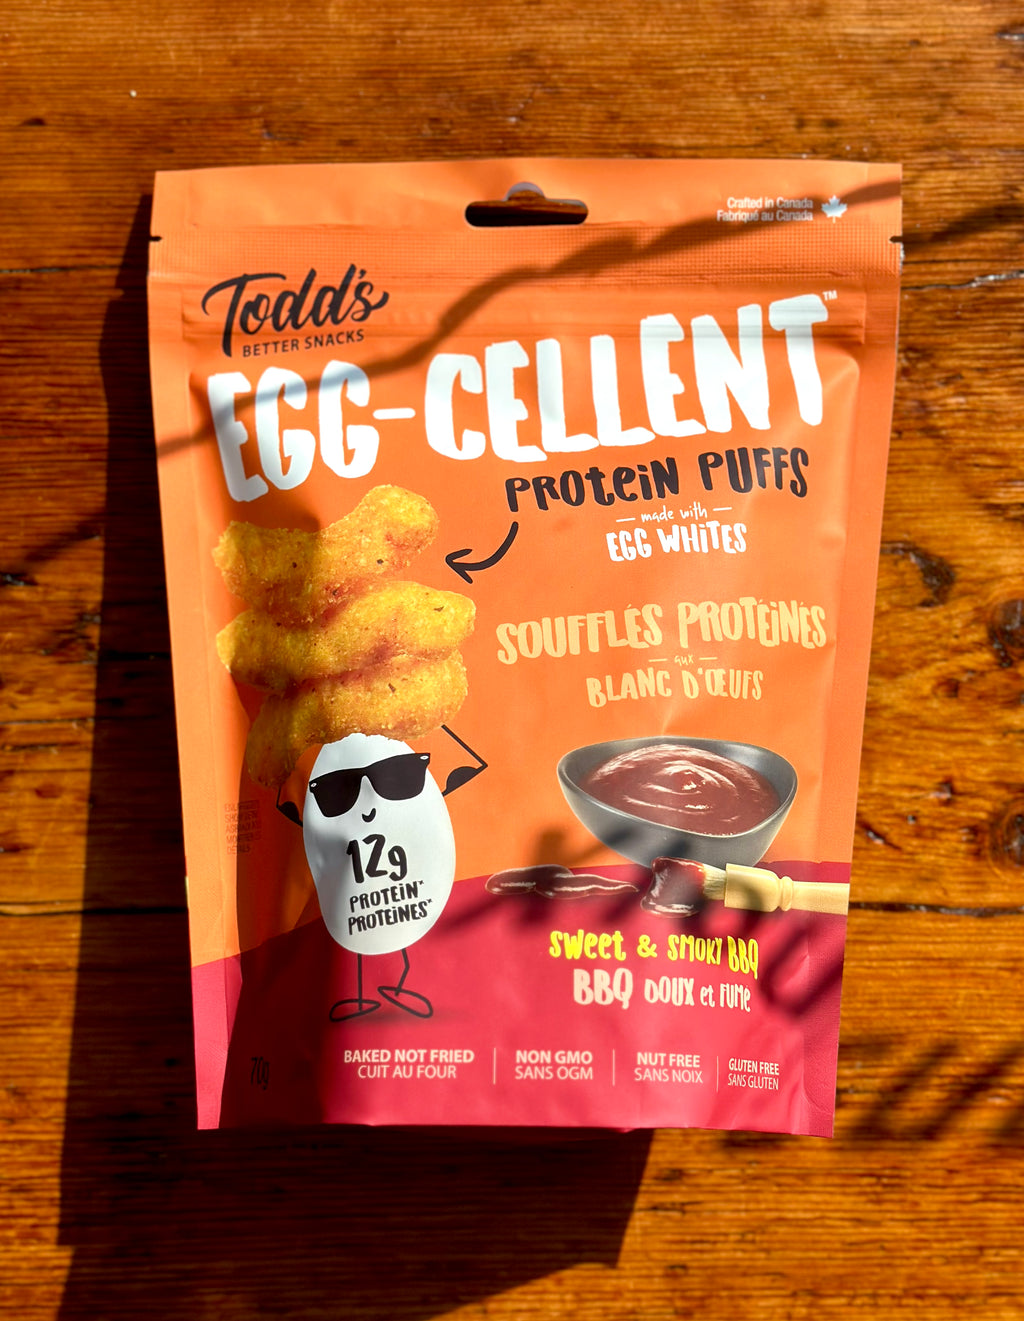 Crafted in Canada
Fabriqué au Canada
Todd's
BETTER SNACKS
EGG-CELLENT™
PROteiN PUFFS
— made with —
EGG WHiTES
SOUFFLÉS PROTÉiNÉS
— aux —
BLANC D'ŒUFS
12g
PROTEiN*
PROTEiNES*
SWeet & SMOKY BBQ
BBQ DOUX et FUMé
BAKED NOT FRIED
CUIT AU FOUR
NON GMO
SANS OGM
NUT FREE
SANS NOIX
GLUTEN FREE
SANS GLUTEN
70g